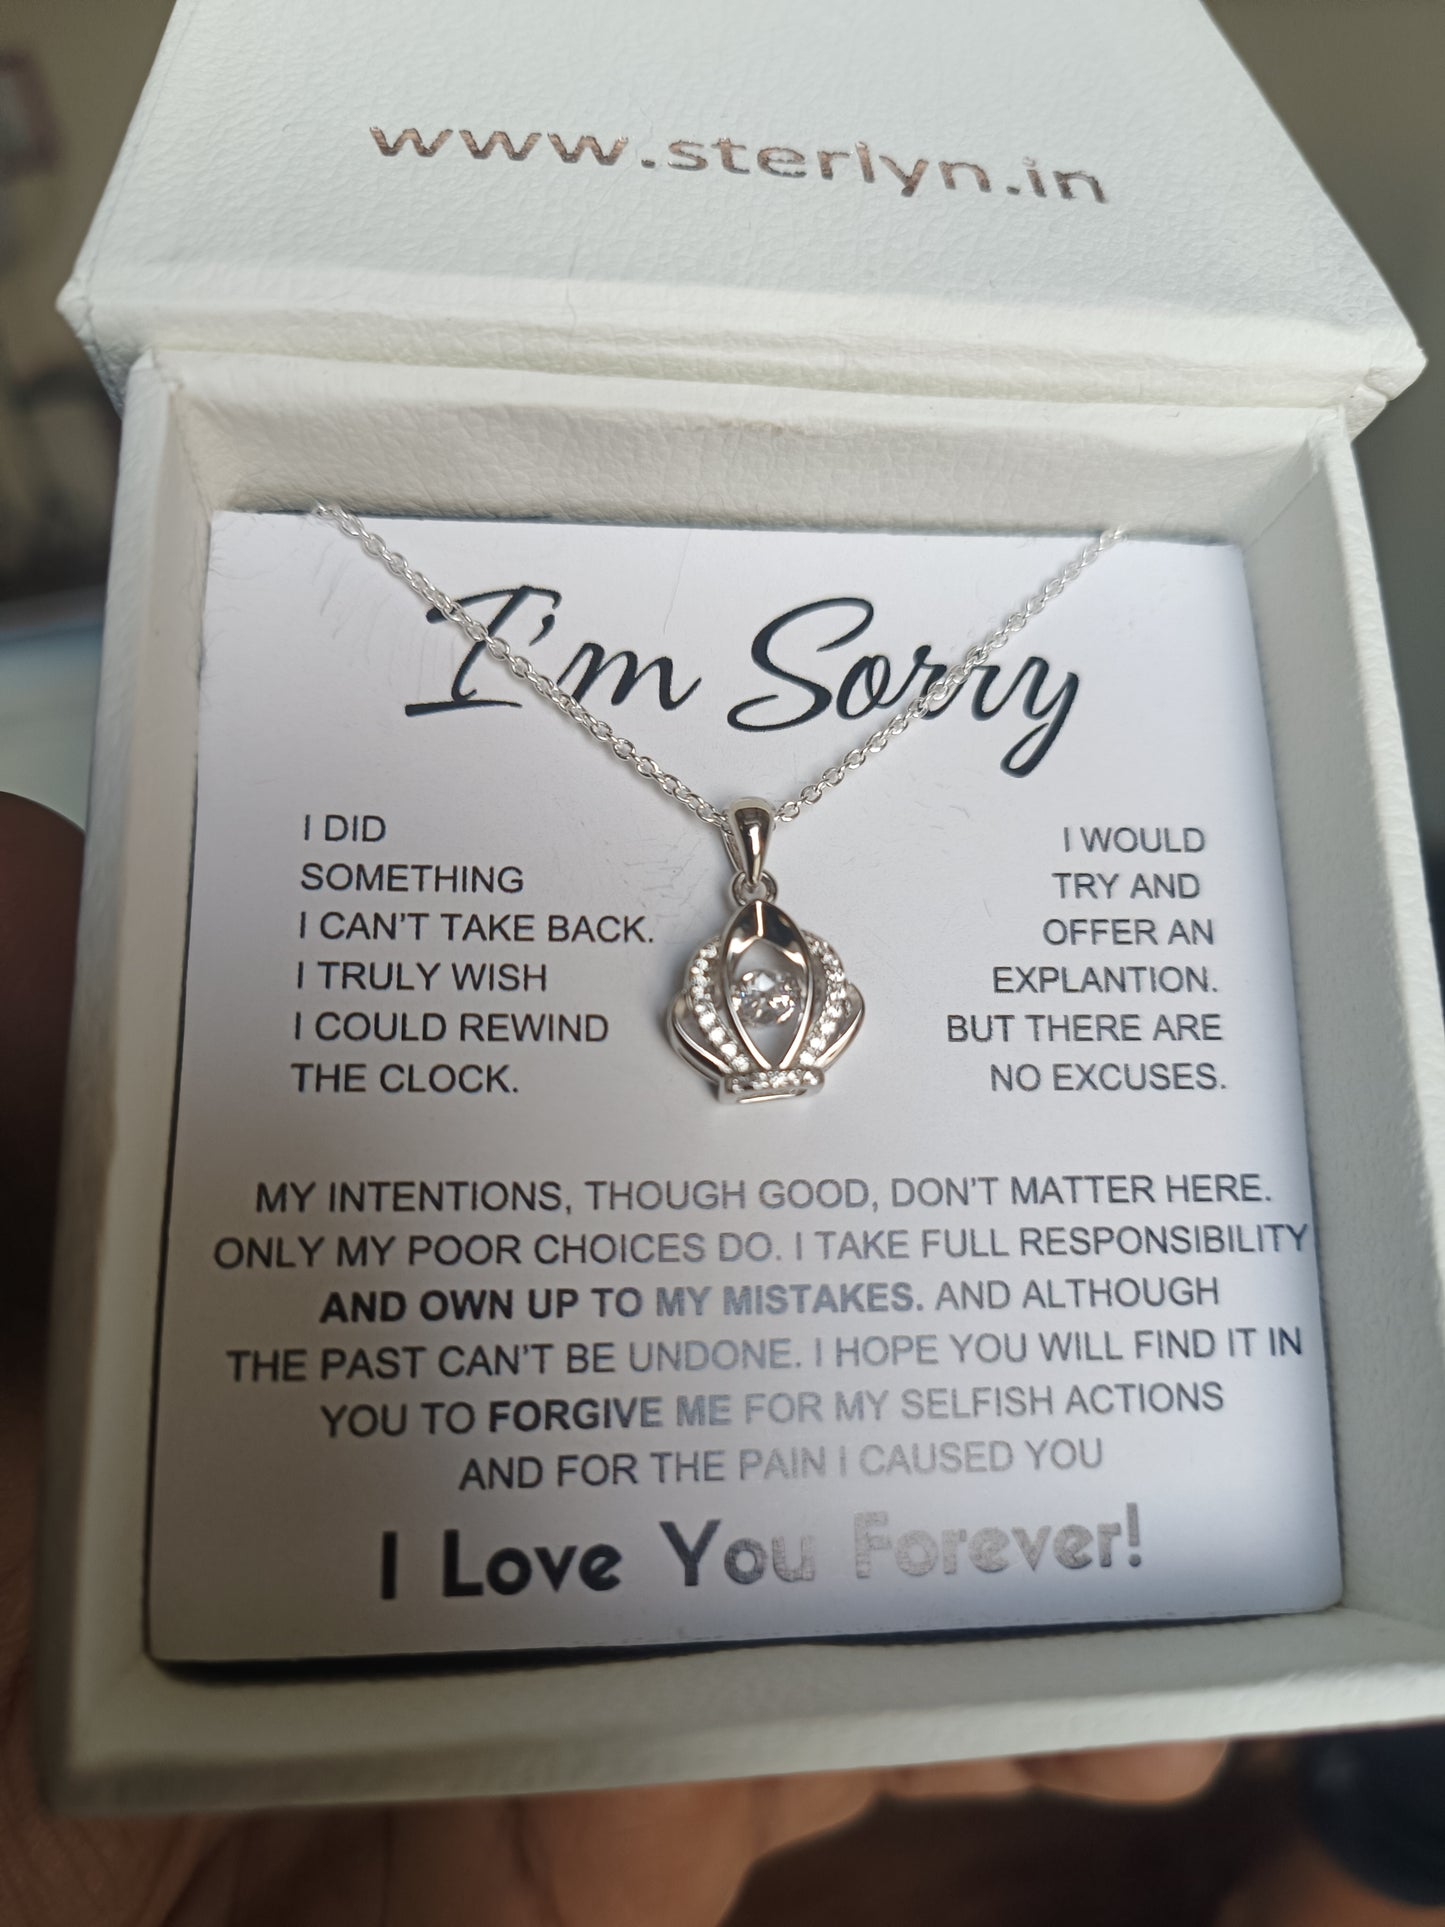 www.sterlyn.in
I'm Sorry
I DID
SOMETHING
I CAN'T TAKE BACK.
I TRULY WISH
I COULD REWIND
THE CLOCK.
I WOULD
TRY AND
OFFER AN
EXPLANTION.
BUT THERE ARE
NO EXCUSES.
MY INTENTIONS, THOUGH GOOD, DON'T MATTER HERE.
ONLY MY POOR CHOICES DO. I TAKE FULL RESPONSIBILITY
AND OWN UP TO MY MISTAKES. AND ALTHOUGH
THE PAST CAN'T BE UNDONE. I HOPE YOU WILL FIND IT IN
YOU TO FORGIVE ME FOR MY SELFISH ACTIONS
AND FOR THE PAIN I CAUSED YOU
I Love You Forever!